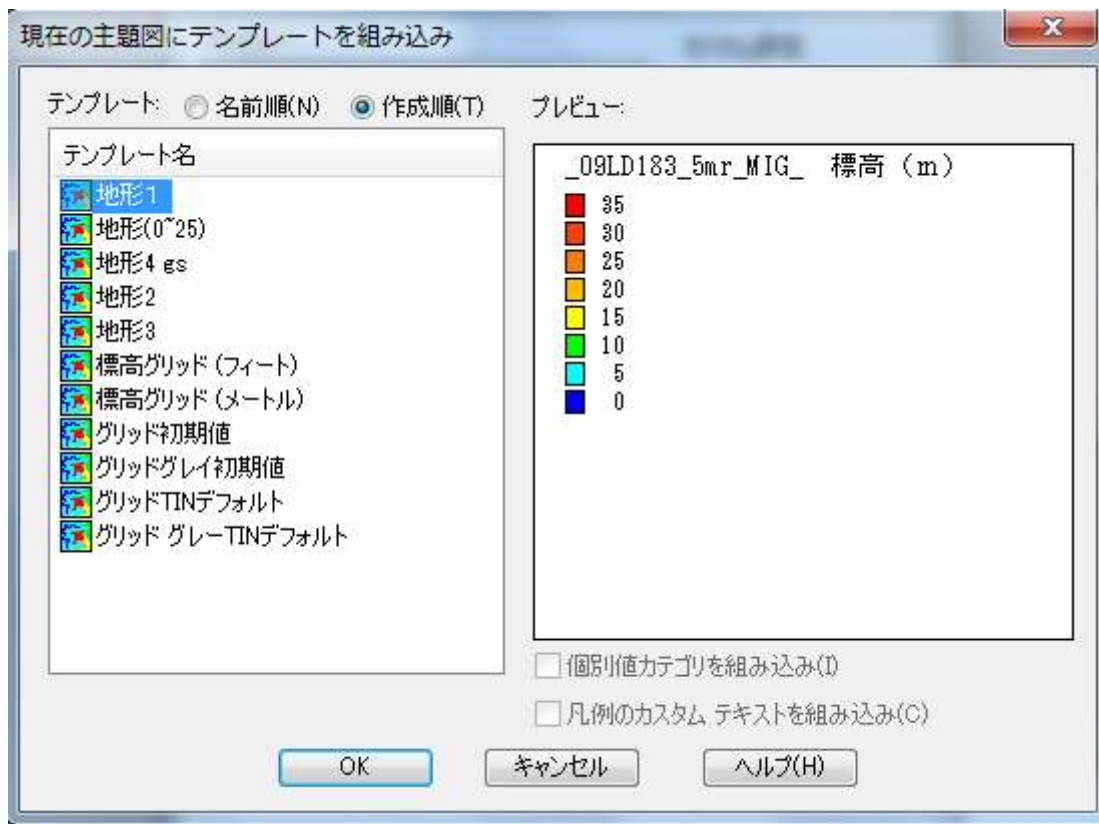 現在の主題図にテンプレートを組み込み
テンプレート: 名前順(N) 作成順(T)
テンプレート名
地形1
地形(0~25)
地形4 gs
地形2
地形3
標高グリッド (フィート)
標高グリッド (メートル)
グリッド初期値
グリッドグレイ初期値
グリッドTINデフォルト
グリッド グレーTINデフォルト
プレビュー:
_09LD183_5mr_MIG_ 標高（m）
35
30
25
20
15
10
5
0
個別値カテゴリを組み込み(I)
凡例のカスタム テキストを組み込み(C)
OK キャンセル ヘルプ(H)